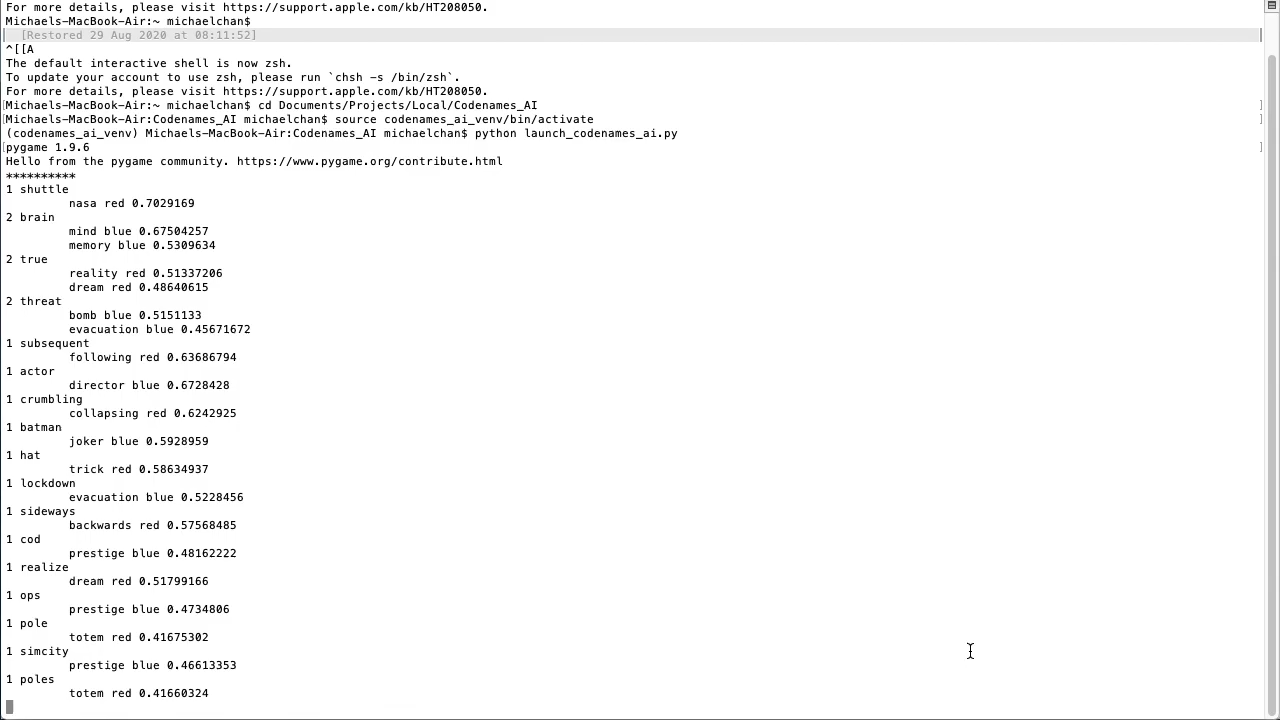 For more details, please visit https://support.apple.com/kb/HT208050.
Michaels-MacBook-Air:~ michaelchan$
[Restored 29 Aug 2020 at 08:11:52]
^[[A
The default interactive shell is now zsh.
To update your account to use zsh, please run `chsh -s /bin/zsh`.
For more details, please visit https://support.apple.com/kb/HT208050.
[Michaels-MacBook-Air:~ michaelchan$ cd Documents/Projects/Local/Codenames_AI ]
[Michaels-MacBook-Air:Codenames_AI michaelchan$ source codenames_ai_venv/bin/activate ]
(codenames_ai_venv) Michaels-MacBook-Air:Codenames_AI michaelchan$ python launch_codenames_ai.py
[pygame 1.9.6 ]
Hello from the pygame community. https://www.pygame.org/contribute.html
**********
1 shuttle
nasa red 0.7029169
2 brain
mind blue 0.67504257
memory blue 0.5309634
2 true
reality red 0.51337206
dream red 0.48640615
2 threat
bomb blue 0.5151133
evacuation blue 0.45671672
1 subsequent
following red 0.63686794
1 actor
director blue 0.6728428
1 crumbling
collapsing red 0.6242925
1 batman
joker blue 0.5928959
1 hat
trick red 0.58634937
1 lockdown
evacuation blue 0.5228456
1 sideways
backwards red 0.57568485
1 cod
prestige blue 0.48162222
1 realize
dream red 0.51799166
1 ops
prestige blue 0.4734806
1 pole
totem red 0.41675302
1 simcity
prestige blue 0.46613353
1 poles
totem red 0.41660324